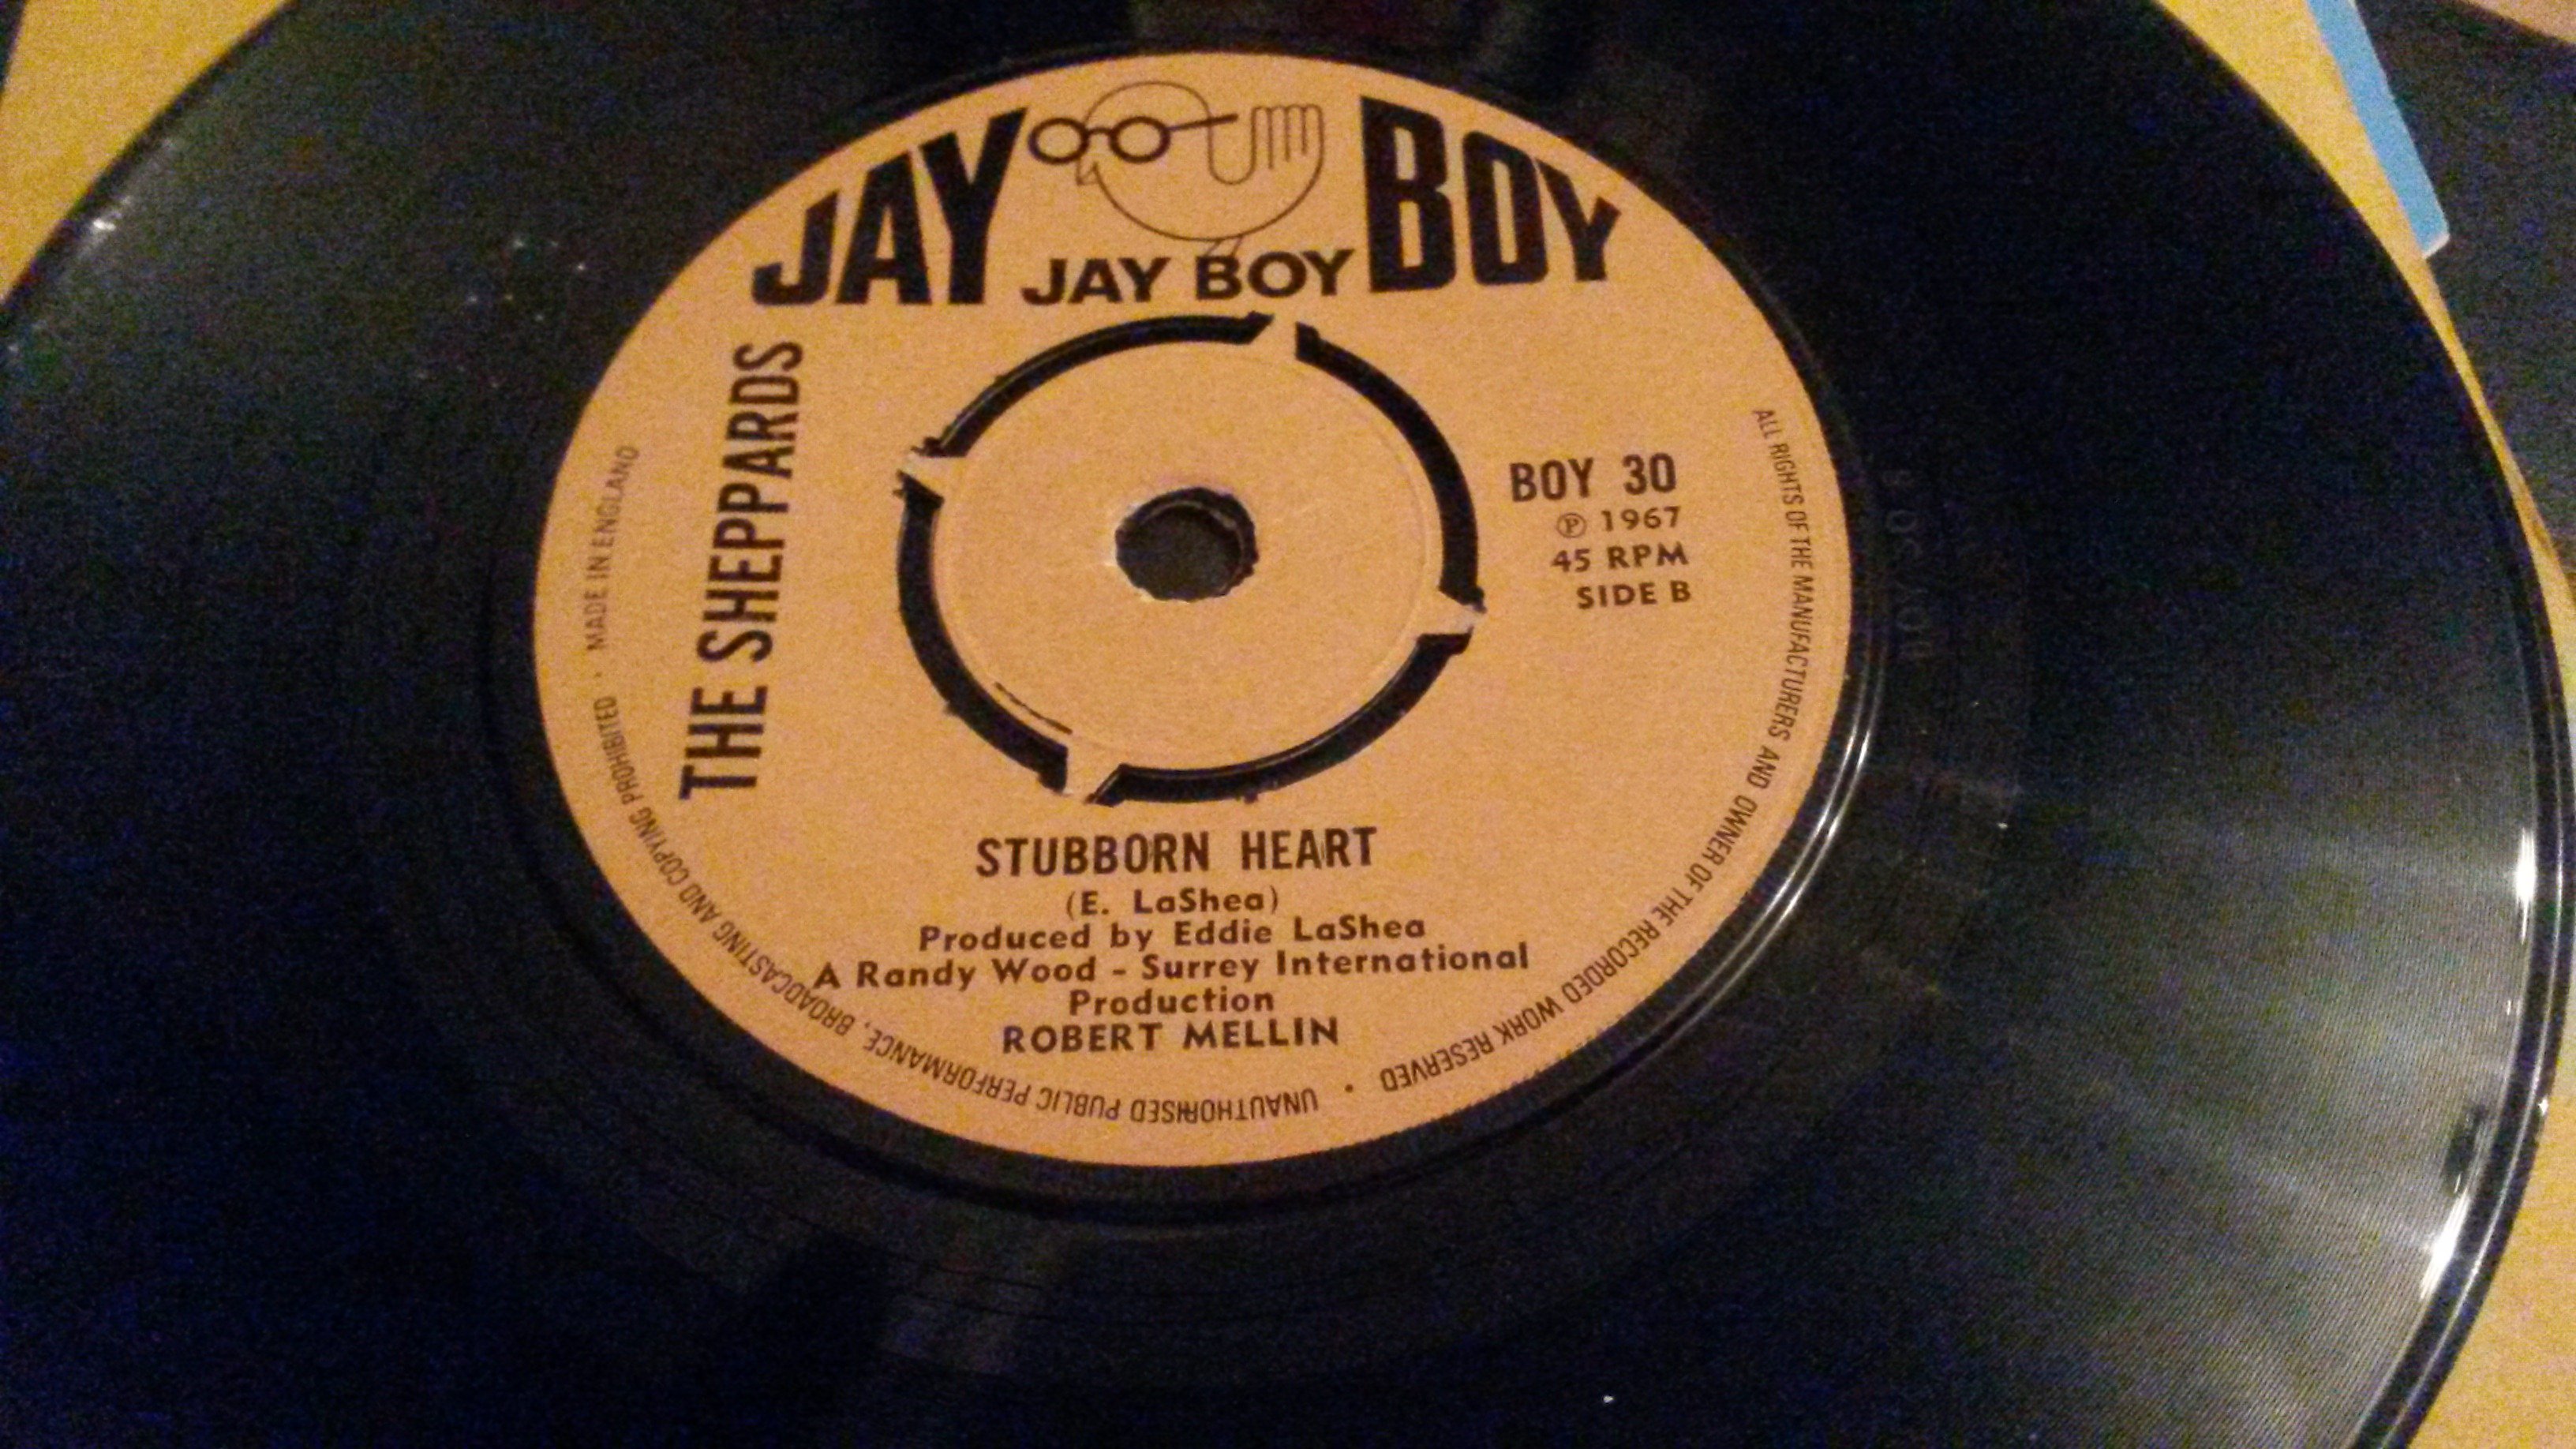 JAY BOY
JAY BOY
THE SHEPPARDS
BOY 30
℗ 1967
45 RPM
SIDE B
STUBBORN HEART
(E. LaShea)
Produced by Eddie LaShea
A Randy Wood - Surrey International
Production
ROBERT MELLIN
ALL RIGHTS OF THE MANUFACTURERS AND OWNER OF THE RECORDED WORK RESERVED • UNAUTHORISED PUBLIC PERFORMANCE, BROADCASTING AND COPYING PROHIBITED • MADE IN ENGLAND